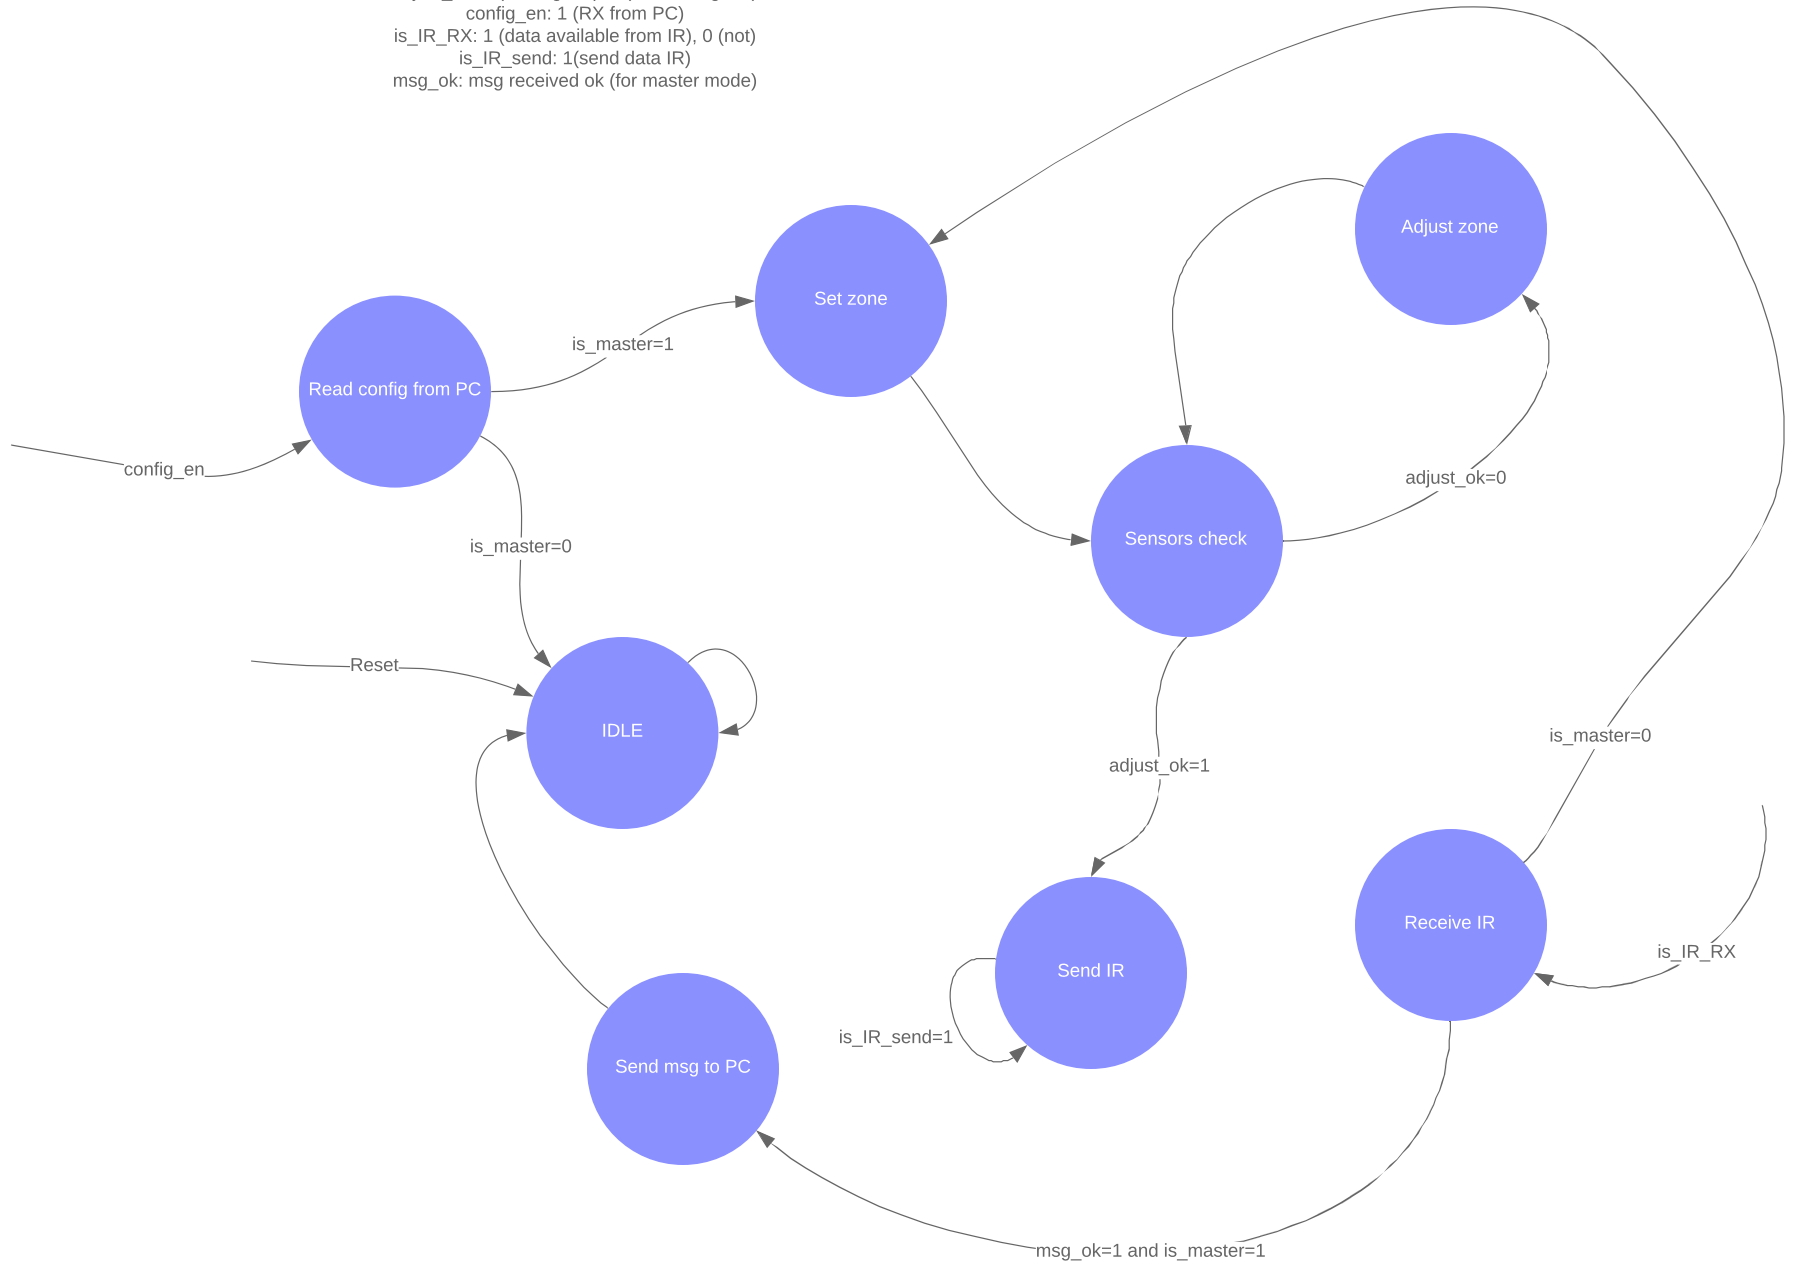 config_en: 1 (RX from PC)
is_IR_RX: 1 (data available from IR), 0 (not)
is_IR_send: 1(send data IR)
msg_ok: msg received ok (for master mode)
Adjust zone
Set zone
is_master=1
Read config from PC
config_en
adjust_ok=0
Sensors check
is_master=0
Reset
IDLE
is_master=0
adjust_ok=1
Receive IR
is_IR_RX
Send IR
is_IR_send=1
Send msg to PC
msg_ok=1 and is_master=1